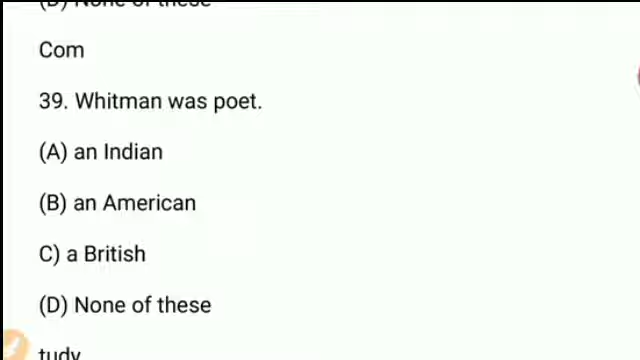 (D) None of these
Com
39. Whitman was poet.
(A) an Indian
(B) an American
C) a British
(D) None of these
tudy